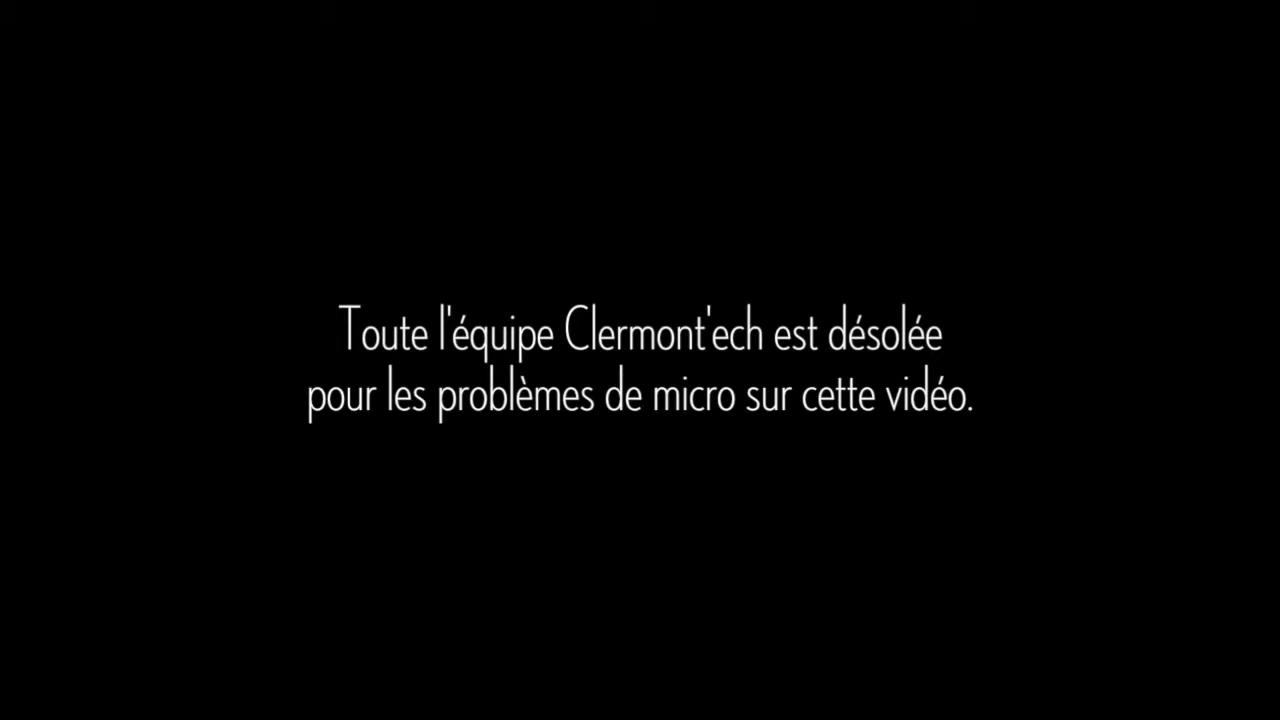 Toute l'équipe Clermont'ech est désolée
pour les problèmes de micro sur cette vidéo.